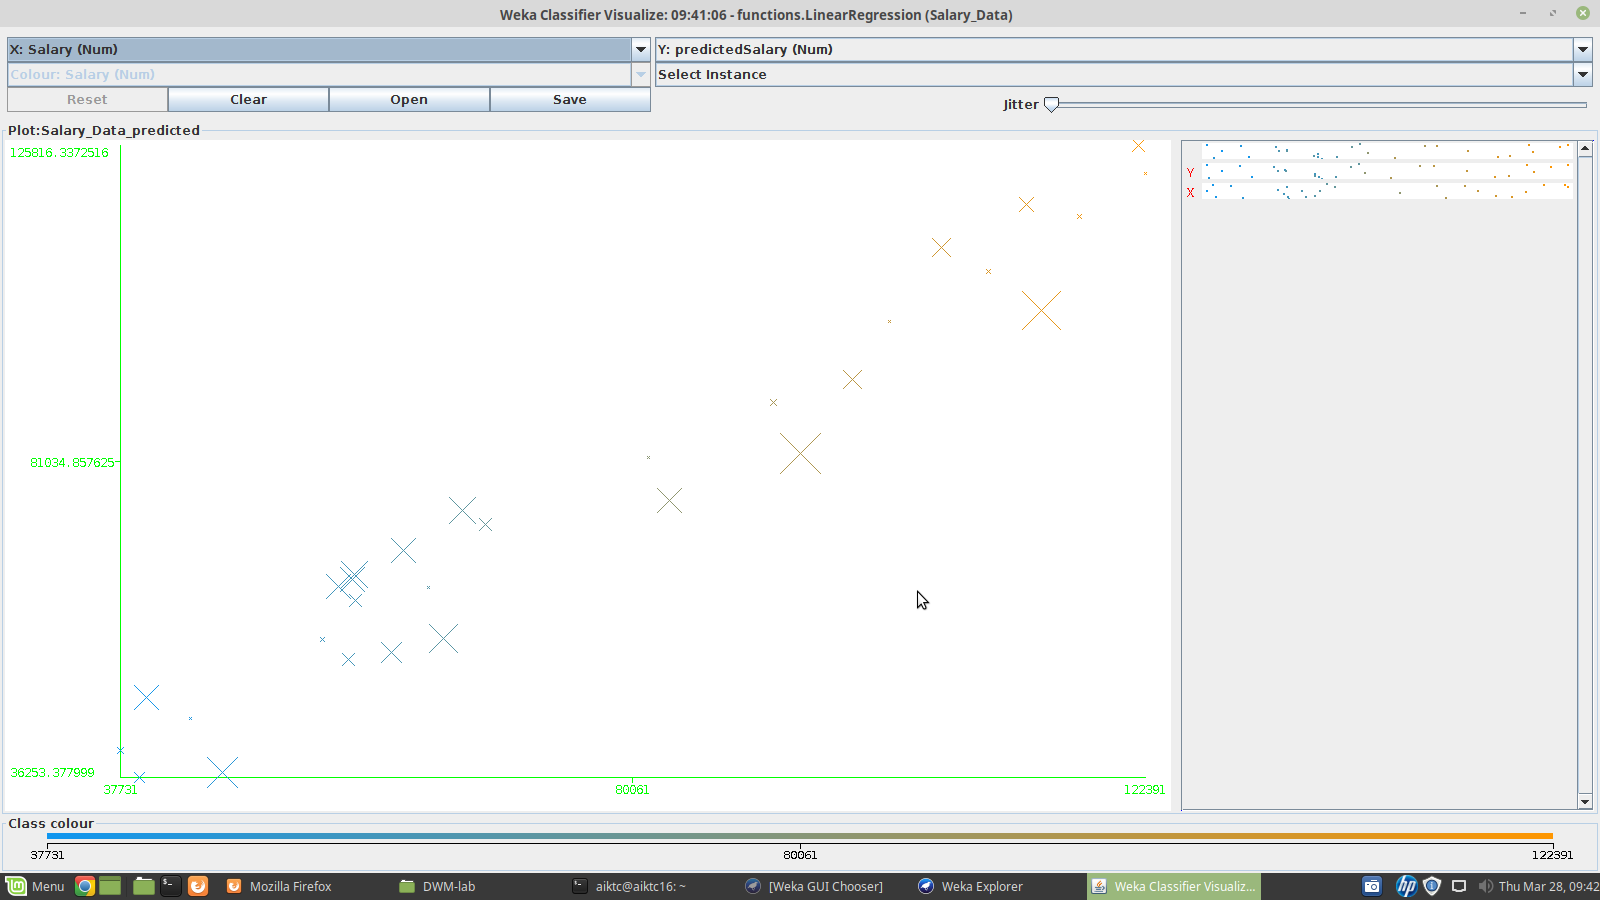 Weka Classifier Visualize: 09:41:06 - functions.LinearRegression (Salary_Data)
X: Salary (Num)
Y: predictedSalary (Num)
Colour: Salary (Num)
Select Instance
Reset
Clear
Open
Save
Jitter
Plot:Salary_Data_predicted
125816.3372516
81034.857625
36253.377999
37731
80061
122391
Y
X
Class colour
37731
80061
122391
Menu
Mozilla Firefox
DWM-lab
aiktc@aiktc16: ~
[Weka GUI Chooser]
Weka Explorer
Weka Classifier Visualiz...
hp
Thu Mar 28, 09:42